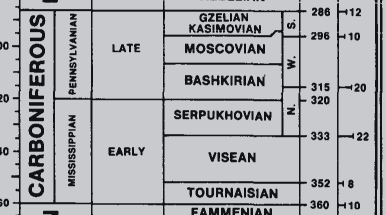 CARBONIFEROUS
PENNSYLVANIAN
MISSISSIPPIAN
LATE
EARLY
GZELIAN
KASIMOVIAN
MOSCOVIAN
BASHKIRIAN
SERPUKHOVIAN
VISEAN
TOURNAISIAN
FAMMENIAN
S.
W.
N.
286 12
296 10
315 20
320
333 22
352 8
360 10